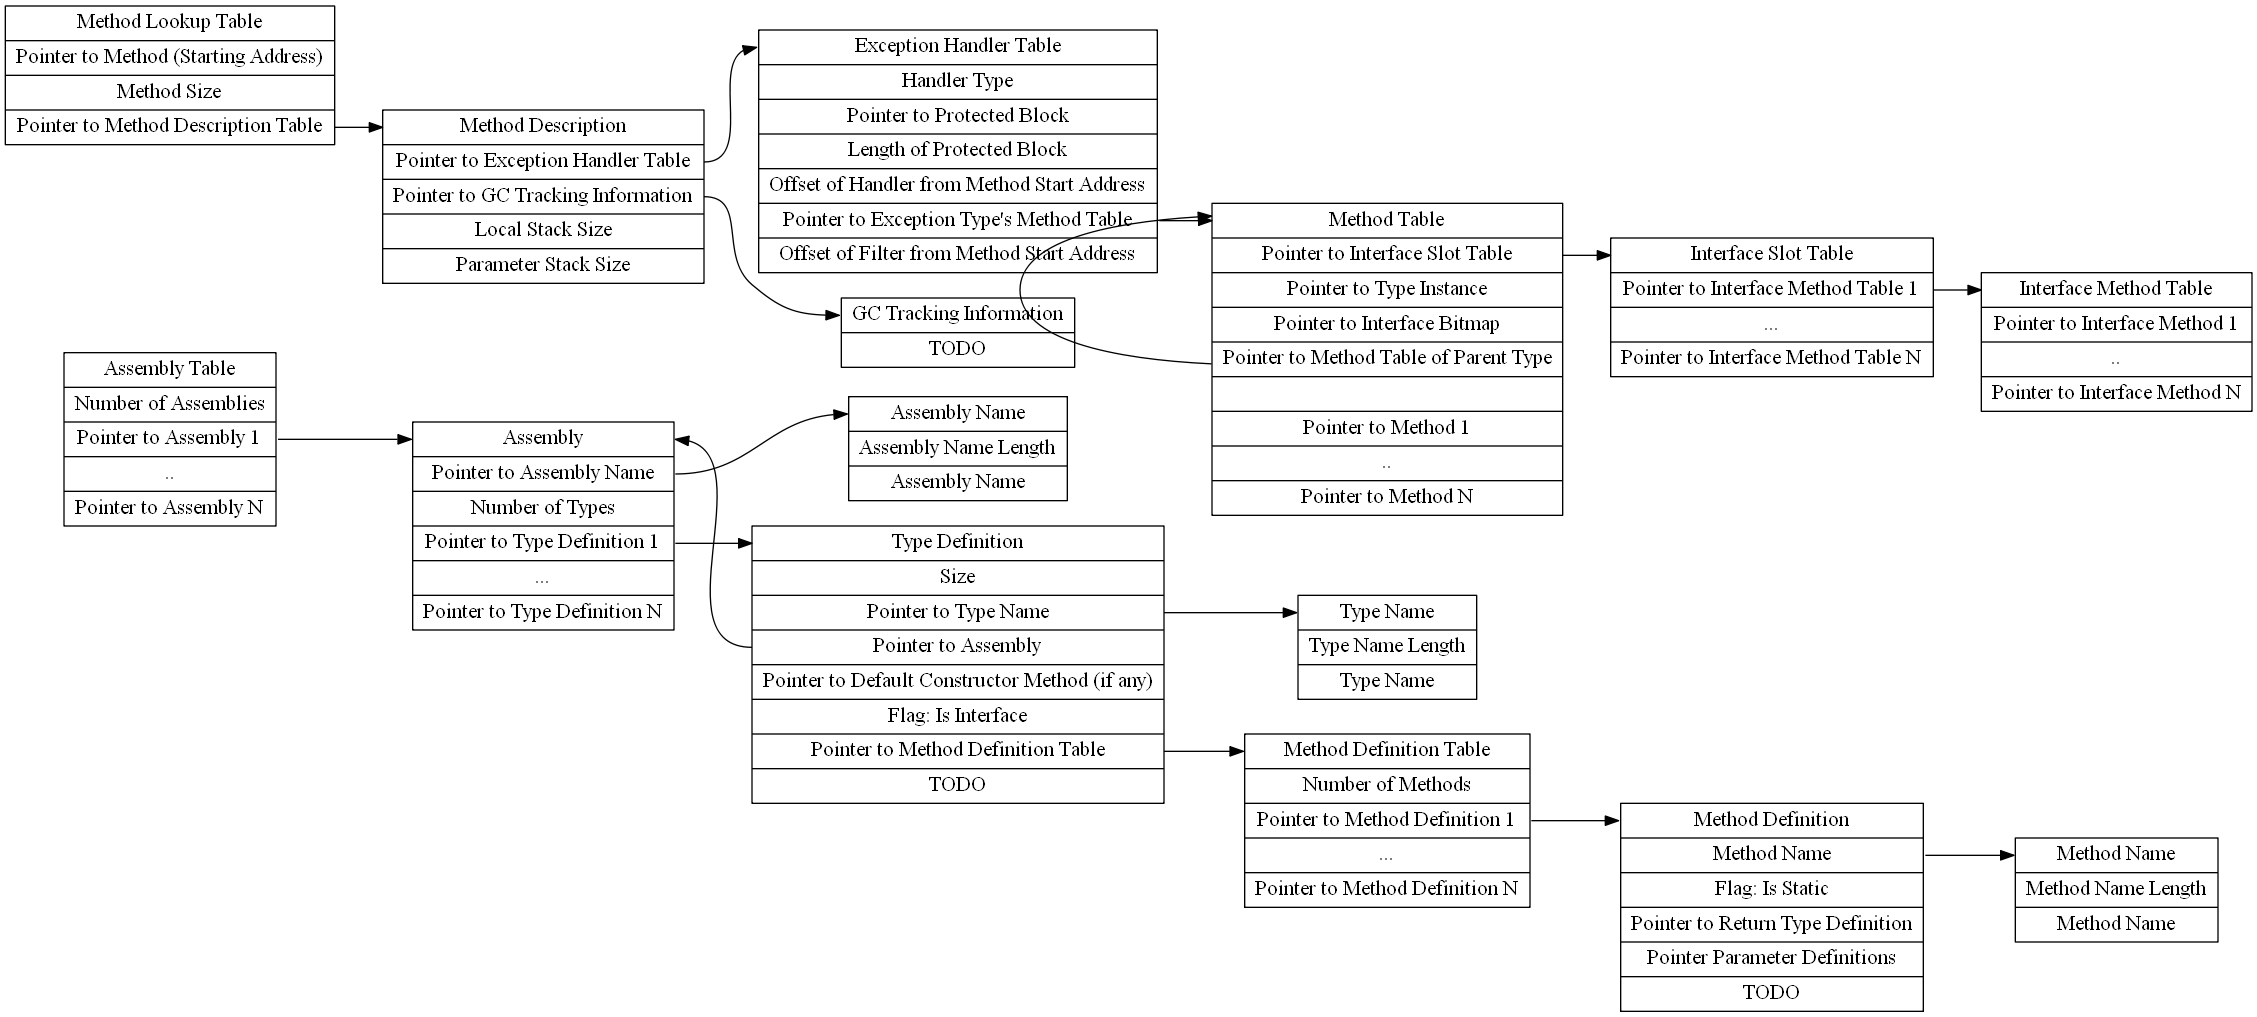 Method Lookup Table
Pointer to Method (Starting Address)
Method Size
Pointer to Method Description Table
Method Description
Pointer to Exception Handler Table
Pointer to GC Tracking Information
Local Stack Size
Parameter Stack Size
Exception Handler Table
Handler Type
Pointer to Protected Block
Length of Protected Block
Offset of Handler from Method Start Address
Pointer to Exception Type's Method Table
Offset of Filter from Method Start Address
GC Tracking Information
TODO
Method Table
Pointer to Interface Slot Table
Pointer to Type Instance
Pointer to Interface Bitmap
Pointer to Method Table of Parent Type
Pointer to Method 1
..
Pointer to Method N
Interface Slot Table
Pointer to Interface Method Table 1
...
Pointer to Interface Method Table N
Interface Method Table
Pointer to Interface Method 1
..
Pointer to Interface Method N
Assembly Table
Number of Assemblies
Pointer to Assembly 1
..
Pointer to Assembly N
Assembly
Pointer to Assembly Name
Number of Types
Pointer to Type Definition 1
...
Pointer to Type Definition N
Assembly Name
Assembly Name Length
Assembly Name
Type Definition
Size
Pointer to Type Name
Pointer to Assembly
Pointer to Default Constructor Method (if any)
Flag: Is Interface
Pointer to Method Definition Table
TODO
Type Name
Type Name Length
Type Name
Method Definition Table
Number of Methods
Pointer to Method Definition 1
...
Pointer to Method Definition N
Method Definition
Method Name
Flag: Is Static
Pointer to Return Type Definition
Pointer Parameter Definitions
TODO
Method Name
Method Name Length
Method Name